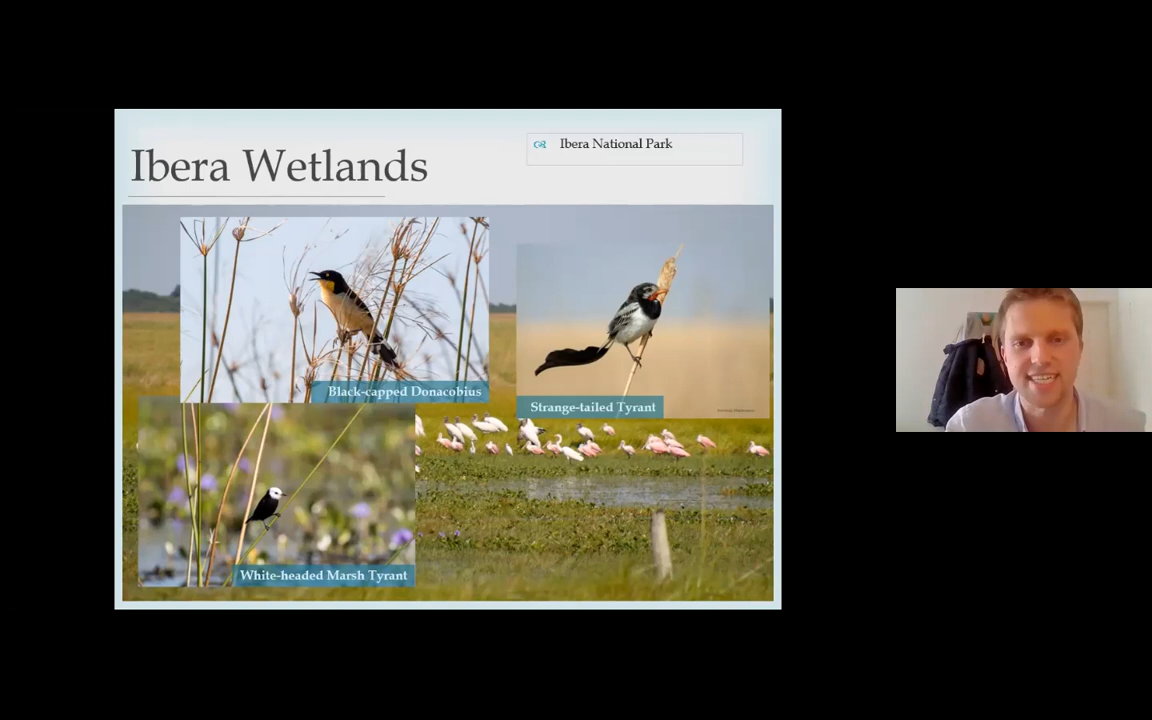 Ibera Wetlands
Ibera National Park
Black-capped Donacobius
Strange-tailed Tyrant
White-headed Marsh Tyrant